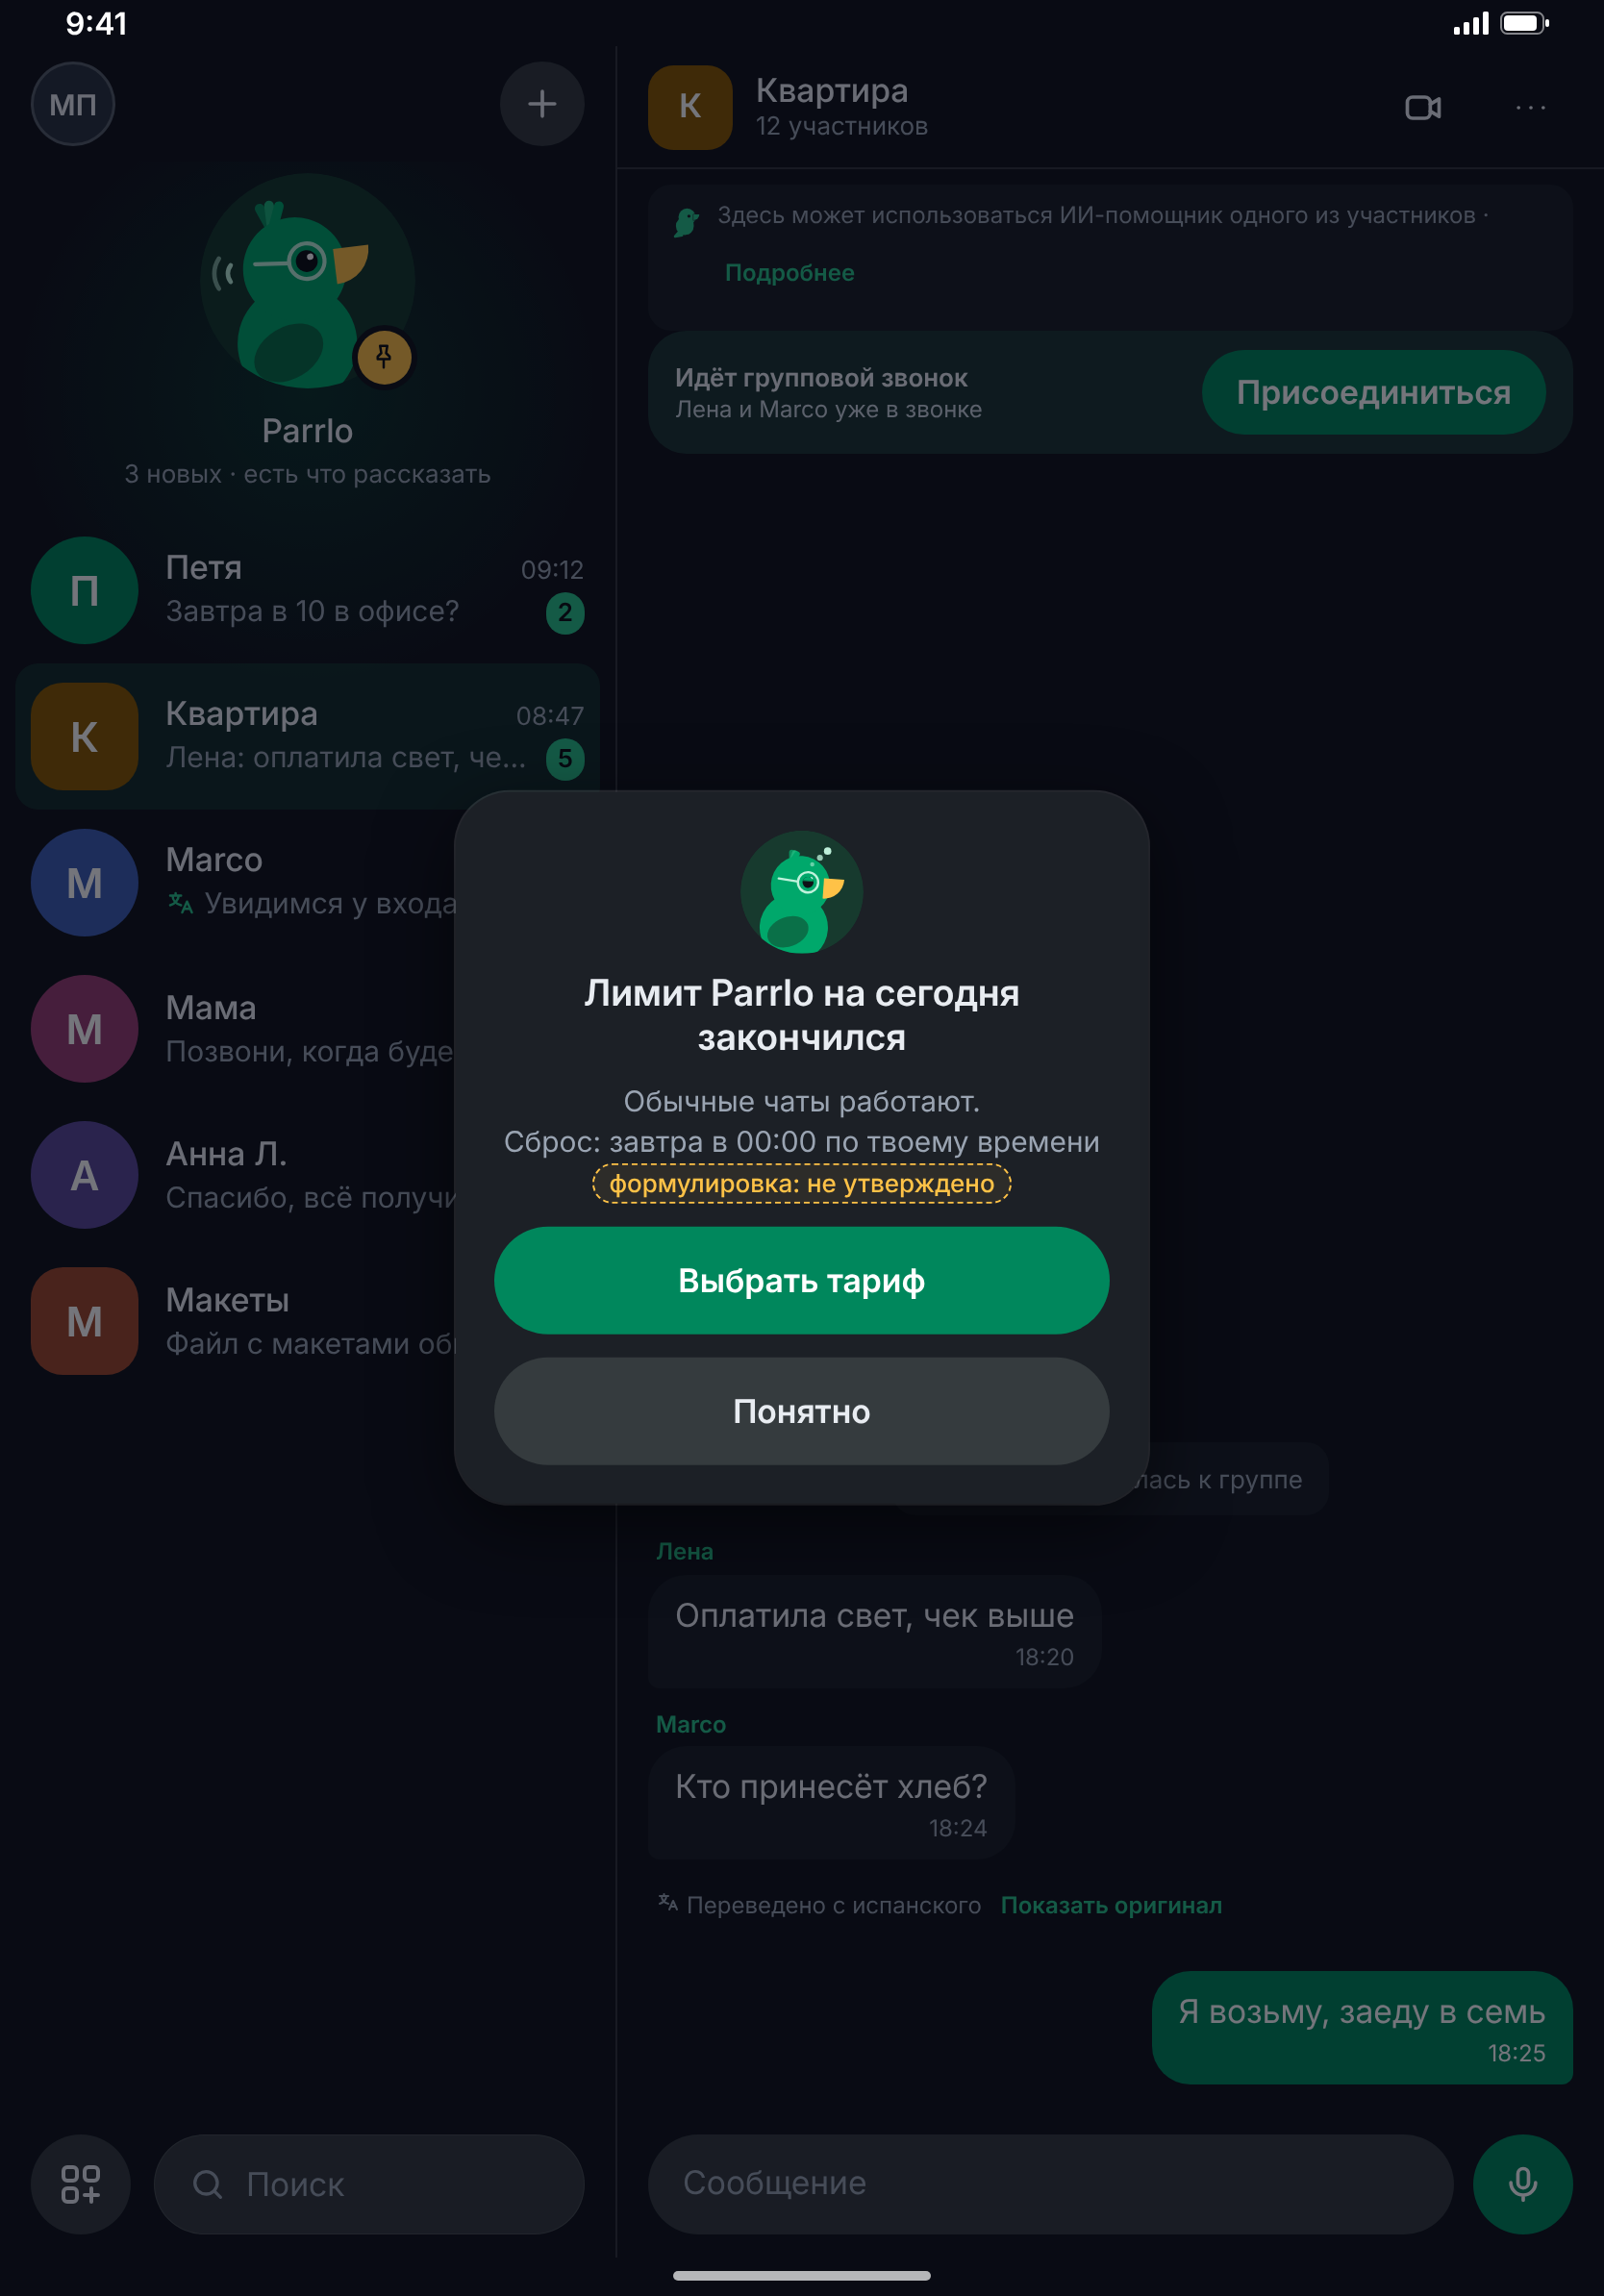 9:41
МП
Parrlo
3 новых · есть что рассказать
П
Петя
09:12
Завтра в 10 в офисе?
2
К
Квартира
08:47
Лена: оплатила свет, че...
5
M
Marco
Увидимся у входа
М
Мама
Позвони, когда буде
А
Анна Л.
Спасибо, всё получи
М
Макеты
Файл с макетами об
Поиск
К
Квартира
12 участников
Здесь может использоваться ИИ-помощник одного из участников ·
Подробнее
Идёт групповой звонок
Лена и Marco уже в звонке
Присоединиться
Лимит Parrlo на сегодня
закончился
Обычные чаты работают.
Сброс: завтра в 00:00 по твоему времени
формулировка: не утверждено
Выбрать тариф
Понятно
лась к группе
Лена
Оплатила свет, чек выше
18:20
Marco
Кто принесёт хлеб?
18:24
Переведено с испанского Показать оригинал
Я возьму, заеду в семь
18:25
Сообщение